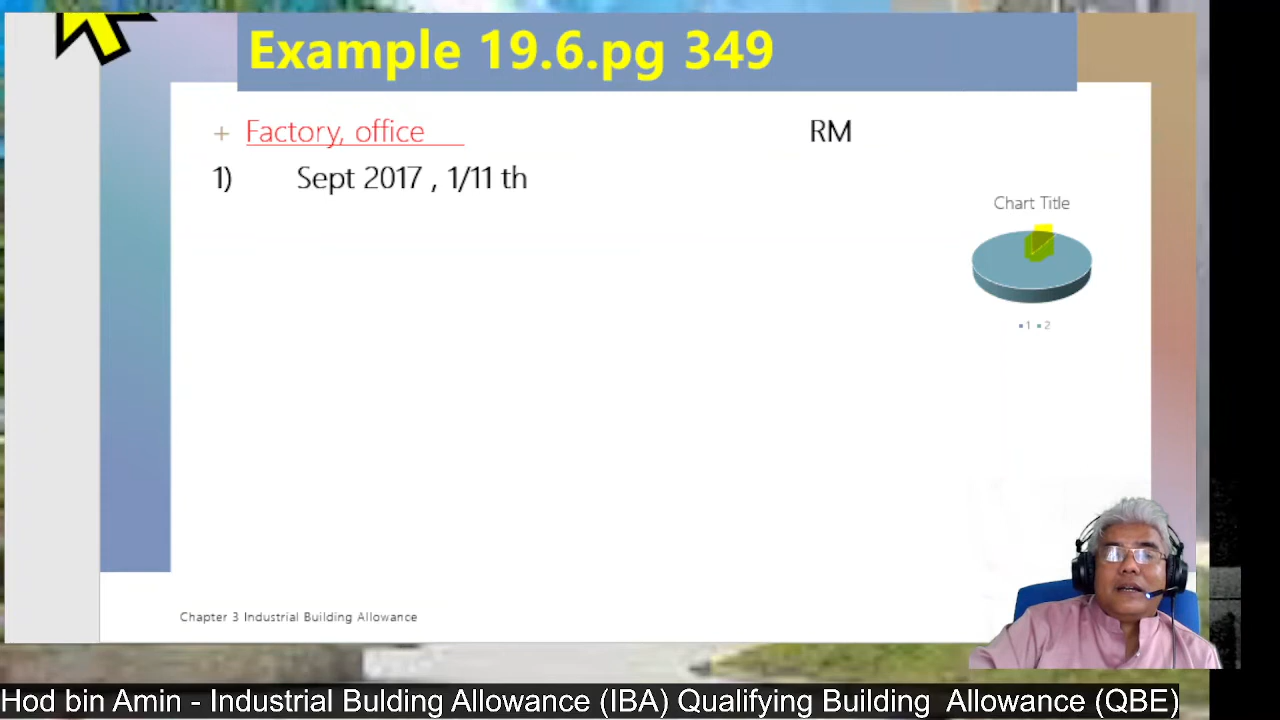 Example 19.6.pg 349
+ Factory, office
RM
1) Sept 2017 , 1/11 th
Chart Title
1 2
Chapter 3 Industrial Building Allowance
Hod bin Amin - Industrial Bulding Allowance (IBA) Qualifying Building Allowance (QBE)